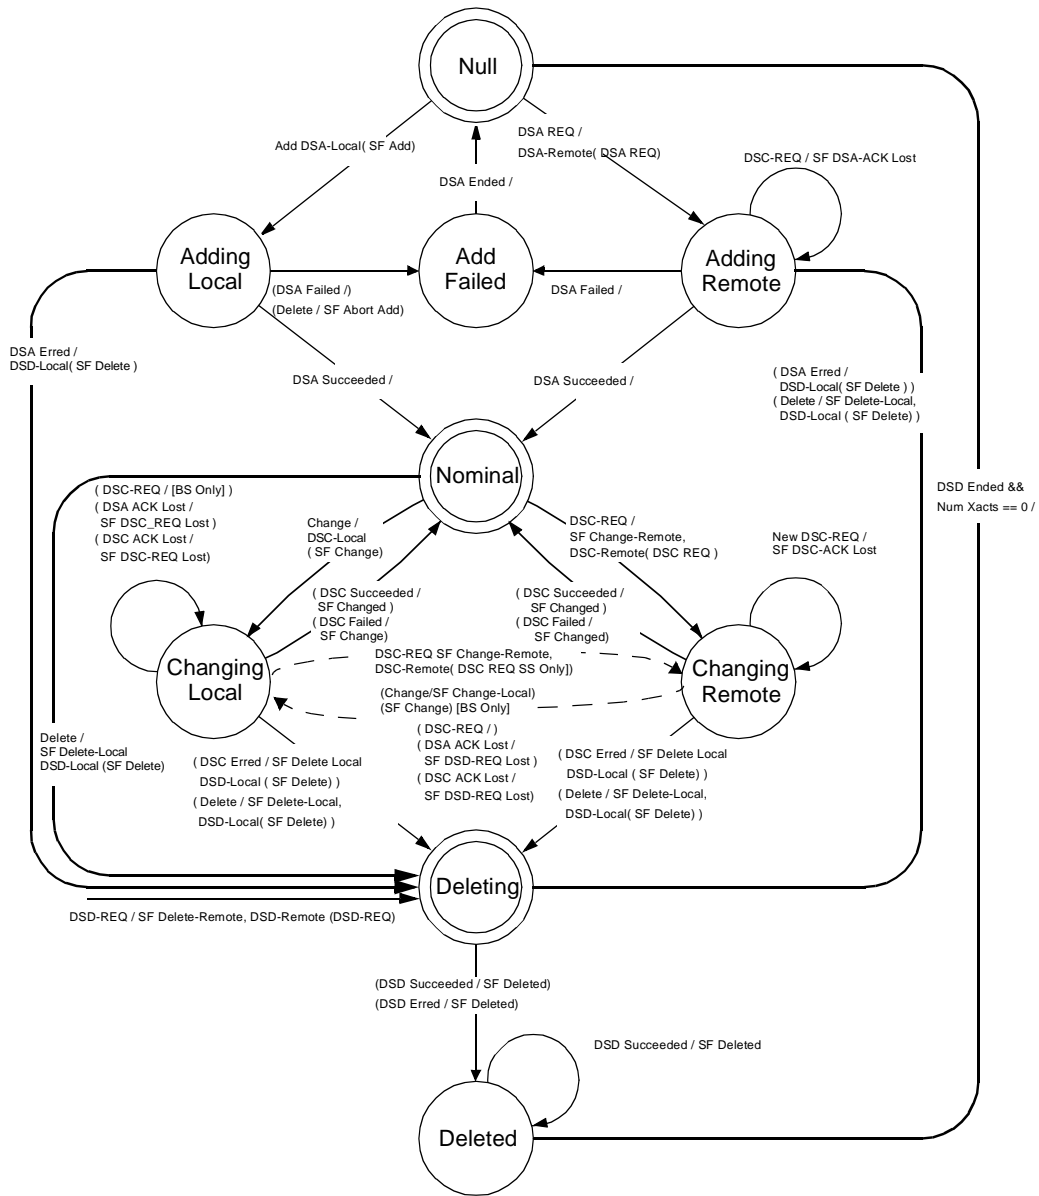 Null
Add DSA-Local( SF Add)
DSA REQ /
DSA-Remote( DSA REQ)
DSC-REQ / SF DSA-ACK Lost
DSA Ended /
Adding
Local
Add
Failed
Adding
Remote
(DSA Failed /)
(Delete / SF Abort Add)
DSA Failed /
DSA Erred /
DSD-Local( SF Delete )
DSA Succeeded /
DSA Succeeded /
( DSA Erred /
DSD-Local( SF Delete ) )
( Delete / SF Delete-Local,
DSD-Local ( SF Delete) )
Nominal
( DSC-REQ / [BS Only] )
( DSA ACK Lost /
SF DSC_REQ Lost )
( DSC ACK Lost /
SF DSC-REQ Lost)
Change /
DSC-Local
( SF Change)
DSC-REQ /
SF Change-Remote,
DSC-Remote( DSC REQ )
New DSC-REQ /
SF DSC-ACK Lost
DSD Ended &&
Num Xacts == 0 /
( DSC Succeeded /
SF Changed )
( DSC Failed /
SF Change)
( DSC Succeeded /
SF Changed )
( DSC Failed /
SF Changed)
Changing
Local
DSC-REQ SF Change-Remote,
DSC-Remote( DSC REQ SS Only])
Changing
Remote
(Change/SF Change-Local)
(SF Change) [BS Only]
Delete /
SF Delete-Local
DSD-Local (SF Delete)
( DSC Erred / SF Delete Local
DSD-Local ( SF Delete) )
( Delete / SF Delete-Local,
DSD-Local( SF Delete) )
( DSC-REQ / )
( DSA ACK Lost /
SF DSD-REQ Lost )
( DSC ACK Lost /
SF DSD-REQ Lost)
( DSC Erred / SF Delete Local
DSD-Local ( SF Delete) )
( Delete / SF Delete-Local,
DSD-Local( SF Delete) )
Deleting
DSD-REQ / SF Delete-Remote, DSD-Remote (DSD-REQ)
(DSD Succeeded / SF Deleted)
(DSD Erred / SF Deleted)
DSD Succeeded / SF Deleted
Deleted